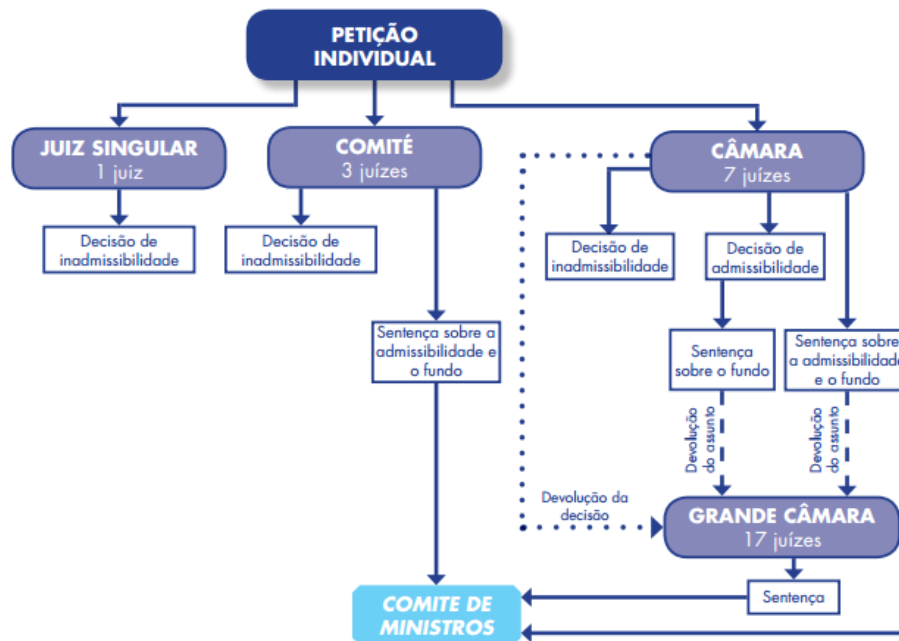 PETIÇÃO
INDIVIDUAL
JUIZ SINGULAR
1 juiz
COMITÉ
3 juízes
CÂMARA
7 juízes
Decisão de
inadmissibilidade
Decisão de
inadmissibilidade
Decisão de
inadmissibilidade
Decisão de
admissibilidade
Sentença sobre a
admissibilidade e
o fundo
Sentença
sobre o fundo
Sentença sobre
a admissibilidade
e o fundo
Devolução
do assunto
Devolução
do assunto
Devolução da
decisão
GRANDE CÂMARA
17 juízes
Sentença
COMITE DE
MINISTROS